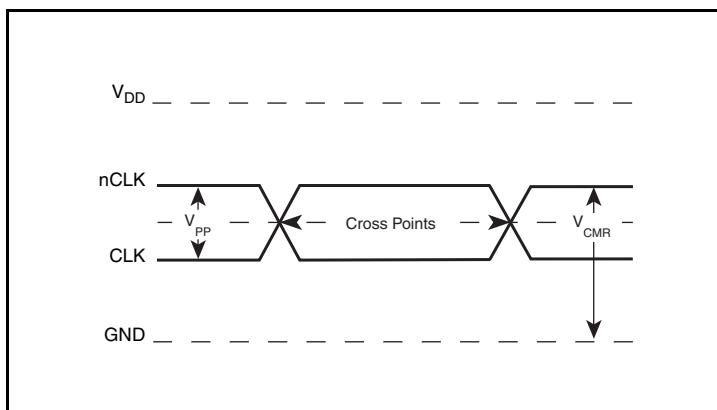 VDD
nCLK
VPP
Cross Points
VCMR
CLK
GND